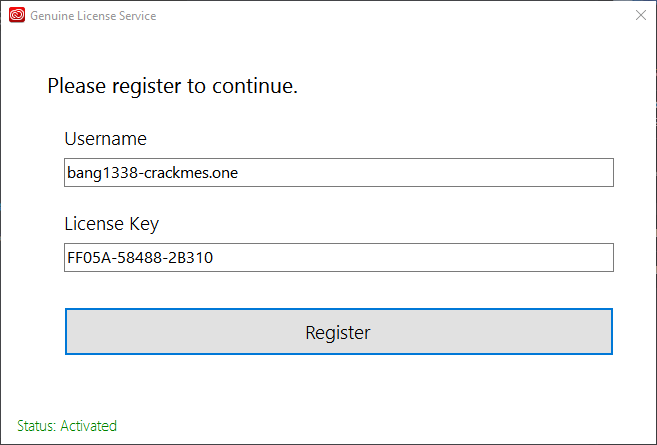 Genuine License Service
Please register to continue.
Username
bang1338-crackmes.one
License Key
FF05A-58488-2B310
Register
Status: Activated